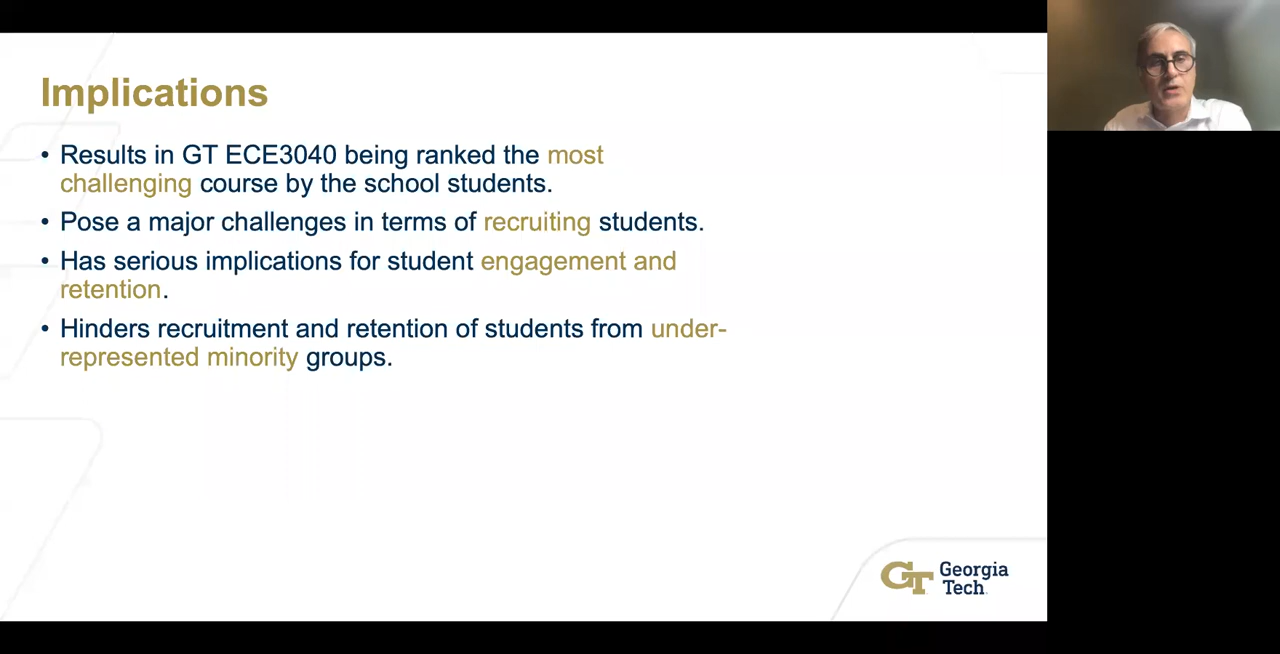 Implications
• Results in GT ECE3040 being ranked the most
challenging course by the school students.
• Pose a major challenges in terms of recruiting students.
• Has serious implications for student engagement and
retention.
• Hinders recruitment and retention of students from under-
represented minority groups.
GT Georgia
Tech